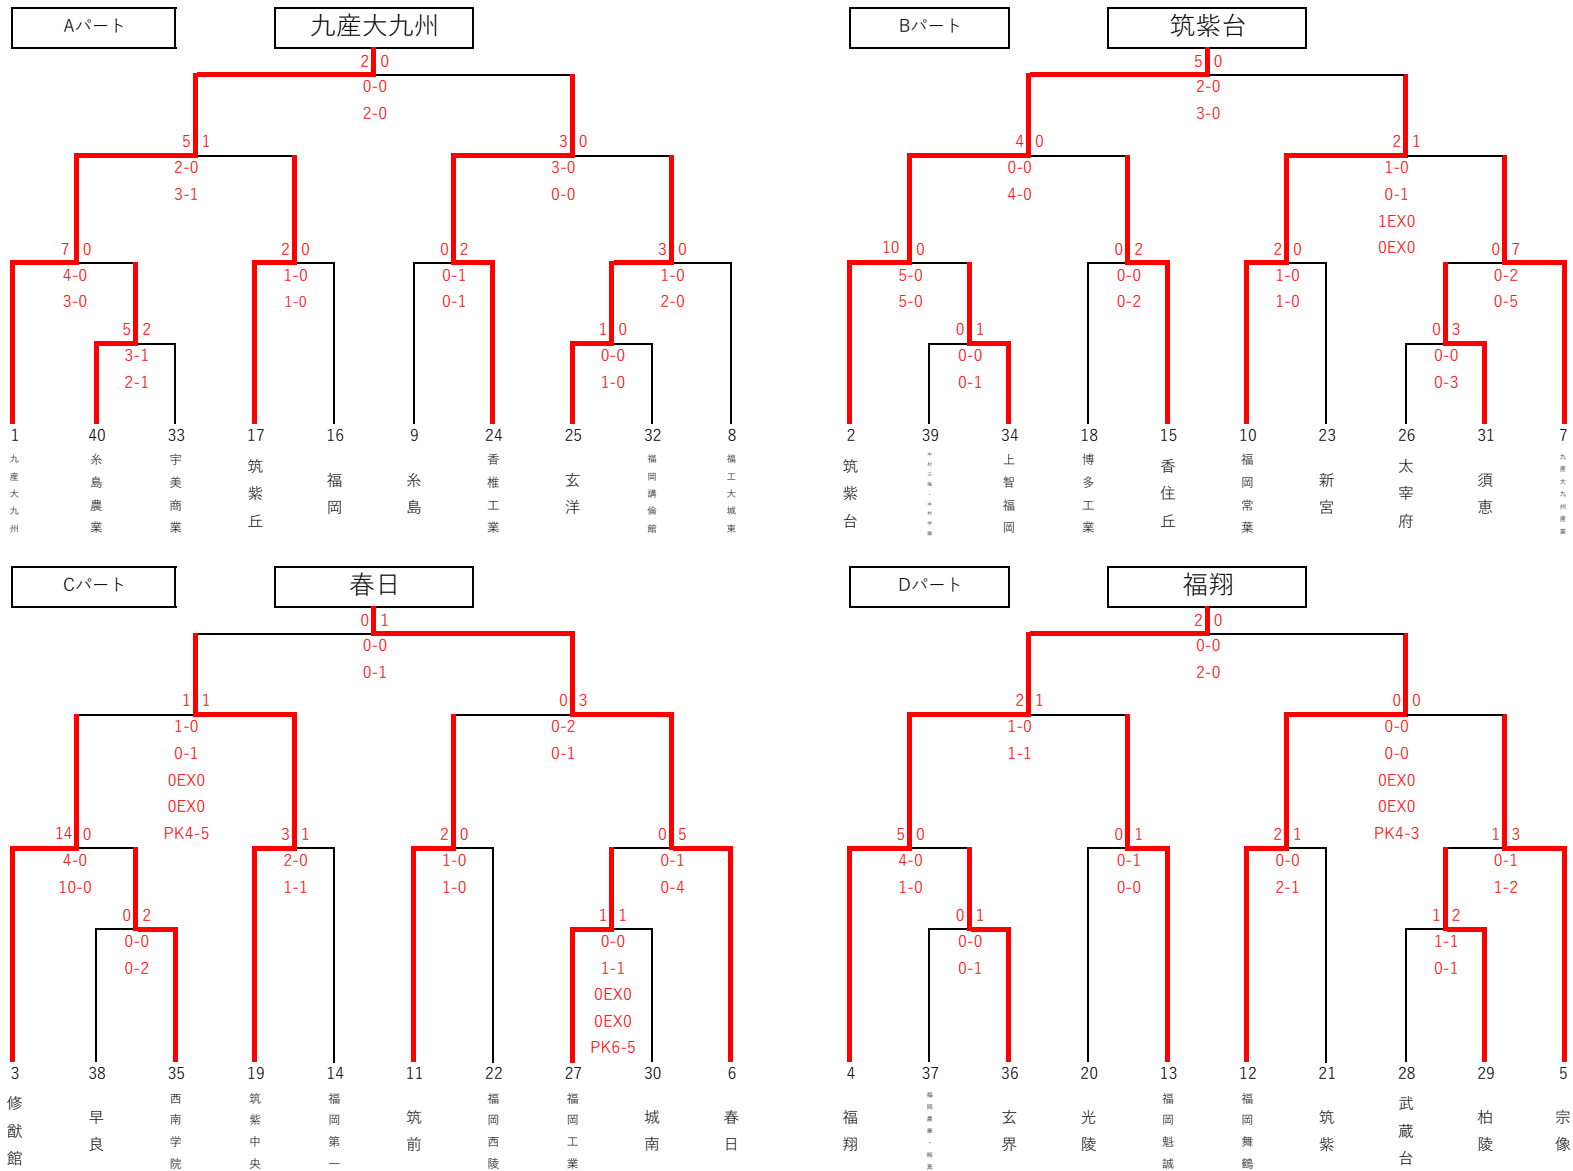 Aパート 九産大九州 Bパート 筑紫台
2 0 5 0
0-0 2-0
2-0 3-0
5 1 3 0 4 0 2 1
2-0 3-0 0-0 1-0
3-1 0-0 4-0 0-1
1EX0
0EX0
7 0 2 0 0 2 3 0 10 0 0 2 2 0 0 7
4-0 1-0 0-1 1-0 5-0 0-0 1-0 0-2
3-0 1-0 0-1 2-0 5-0 0-2 1-0 0-5
5 2 1 0 0 1 0 3
3-1 0-0 0-0 0-0
2-1 1-0 0-1 0-3
1 40 33 17 16 9 24 25 32 8 2 39 34 18 15 10 23 26 31 7
九産大九州
糸島農業
宇美商業
筑紫丘
福岡
糸島
香椎工業
玄洋
福岡講倫館
福工大城東
筑紫台
中村三陽・中村学園
上智福岡
博多工業
香住丘
福岡常葉
新宮
太宰府
須恵
九産大九州産業
Cパート 春日 Dパート 福翔
0 1 2 0
0-0 0-0
0-1 2-0
1 1 0 3 2 1 0 0
1-0 0-2 1-0 0-0
0-1 0-1 1-1 0-0
0EX0 0EX0
0EX0 0EX0
PK4-5 PK4-3
14 0 3 1 2 0 0 5 5 0 0 1 2 1 1 3
4-0 2-0 1-0 0-1 4-0 0-1 0-0 0-1
10-0 1-1 1-0 0-4 1-0 0-0 2-1 1-2
0 2 1 1 0 1 1 2
0-0 0-0 0-0 1-1
0-2 1-1 0-1 0-1
0EX0
0EX0
PK6-5
3 38 35 19 14 11 22 27 30 6 4 37 36 20 13 12 21 28 29 5
修猷館
早良
西南学院
筑紫中央
福岡第一
筑前
福岡西陵
福岡工業
城南
春日
福翔
福岡農業・純真
玄界
光陵
福岡魁誠
福岡舞鶴
筑紫
武蔵台
柏陵
宗像